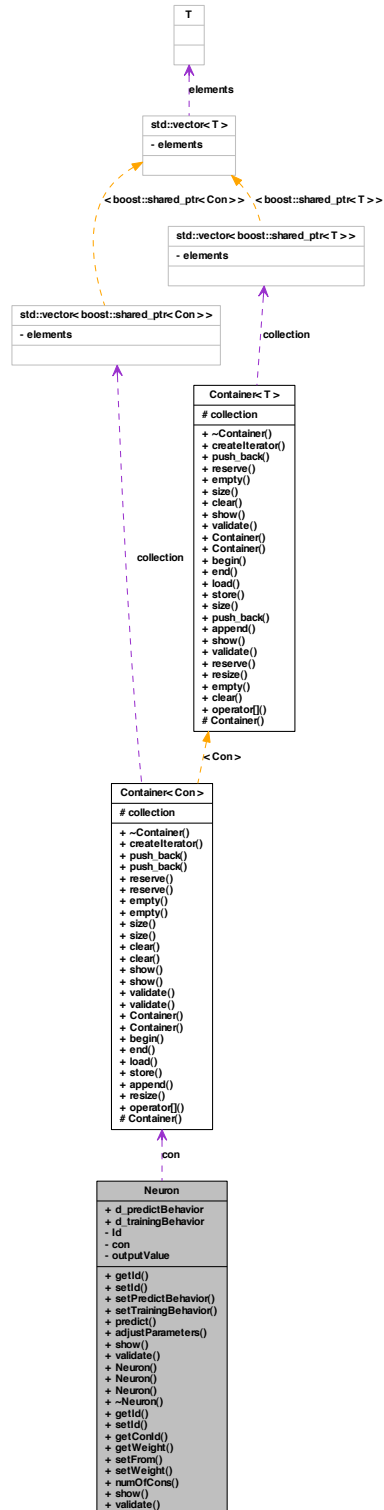 T
elements
std::vector< T >
- elements
< boost::shared_ptr< Con > >
< boost::shared_ptr< T > >
std::vector< boost::shared_ptr< T > >
- elements
std::vector< boost::shared_ptr< Con > >
- elements
collection
Container< T >
# collection
+ ~Container()
+ createIterator()
+ push_back()
+ reserve()
+ empty()
+ size()
+ clear()
+ show()
+ validate()
+ Container()
+ Container()
+ begin()
+ end()
+ load()
+ store()
+ size()
+ push_back()
+ append()
+ show()
+ validate()
+ reserve()
+ resize()
+ empty()
+ clear()
+ operator[]()
# Container()
collection
< Con >
Container< Con >
# collection
+ ~Container()
+ createIterator()
+ push_back()
+ push_back()
+ reserve()
+ reserve()
+ empty()
+ empty()
+ size()
+ size()
+ clear()
+ clear()
+ show()
+ show()
+ validate()
+ validate()
+ Container()
+ Container()
+ begin()
+ end()
+ load()
+ store()
+ append()
+ resize()
+ operator[]()
# Container()
con
Neuron
+ d_predictBehavior
+ d_trainingBehavior
- Id
- con
- outputValue
+ getId()
+ setId()
+ setPredictBehavior()
+ setTrainingBehavior()
+ predict()
+ adjustParameters()
+ show()
+ validate()
+ Neuron()
+ Neuron()
+ Neuron()
+ ~Neuron()
+ getId()
+ setId()
+ getConId()
+ getWeight()
+ setFrom()
+ setWeight()
+ numOfCons()
+ show()
+ validate()